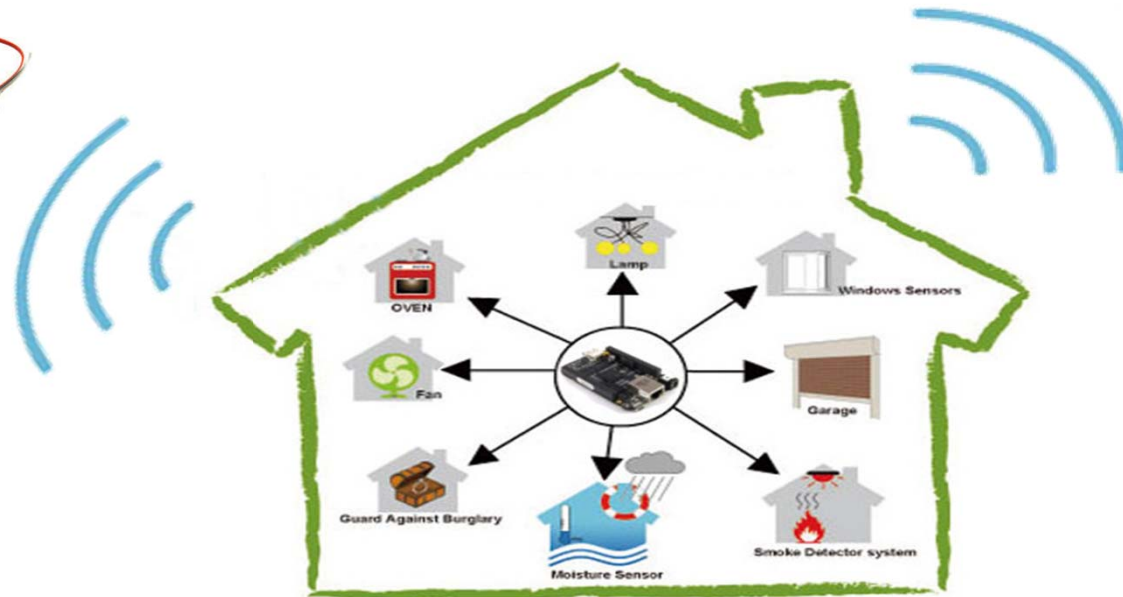 Lamp
Windows Sensors
OVEN
Fan
Garage
Guard Against Burglary
Smoke Detector system
Moisture Sensor